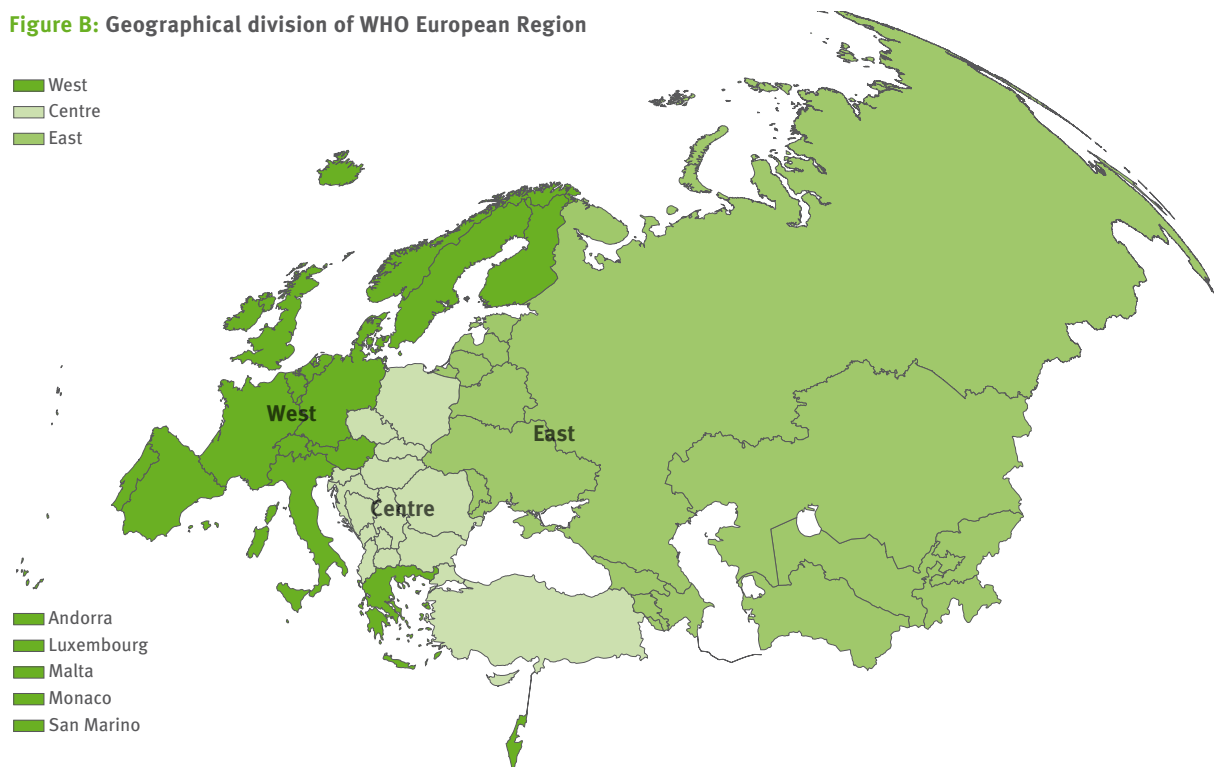 Figure B: Geographical division of WHO European Region
West
Centre
East
West
East
Centre
Andorra
Luxembourg
Malta
Monaco
San Marino